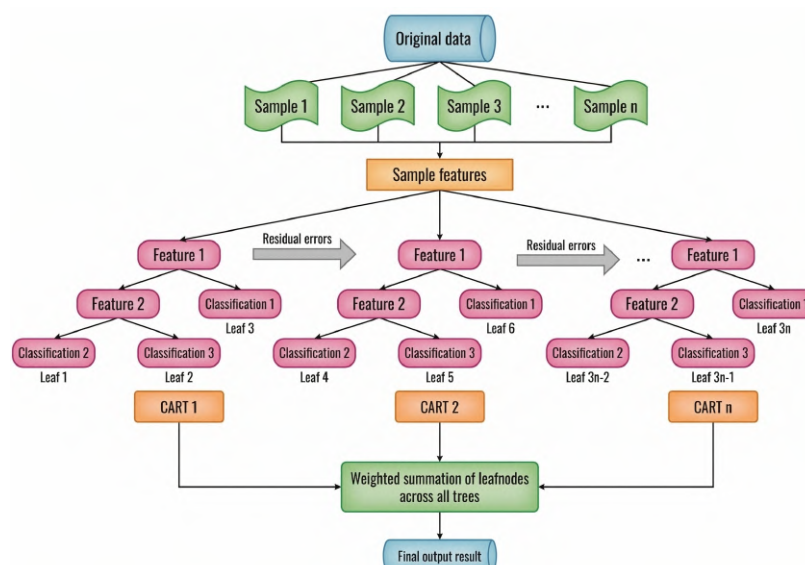 Original data
Sample 1
Sample 2
Sample 3
...
Sample n
Sample features
Residual errors
Residual errors
...
Feature 1
Feature 1
Feature 1
Feature 2
Classification 1
Feature 2
Classification 1
Feature 2
Classification 1
Leaf 3
Leaf 6
Leaf 3n
Classification 2
Classification 3
Classification 2
Classification 3
Classification 2
Classification 3
Leaf 1
Leaf 2
Leaf 4
Leaf 5
Leaf 3n-2
Leaf 3n-1
CART 1
CART 2
CART n
Weighted summation of leafnodes
across all trees
Final output result